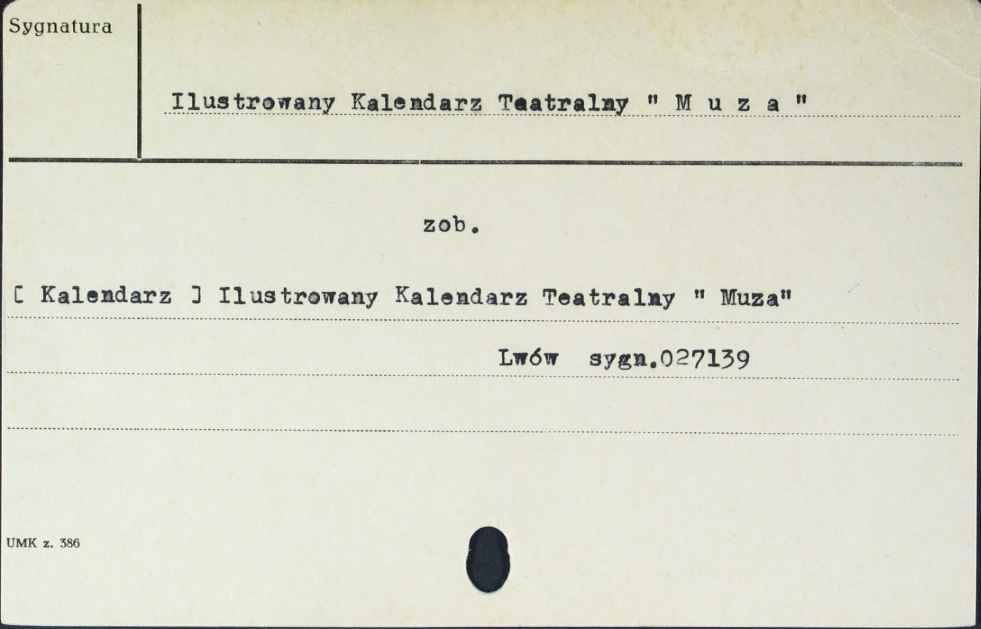 Sygnatura
Ilustrowany Kalendarz Teatralny " M u z a "
zob.
[ Kalendarz ] Ilustrowany Kalendarz Teatralny " Muza"
Lwów sygn.027139
UMK z. 386